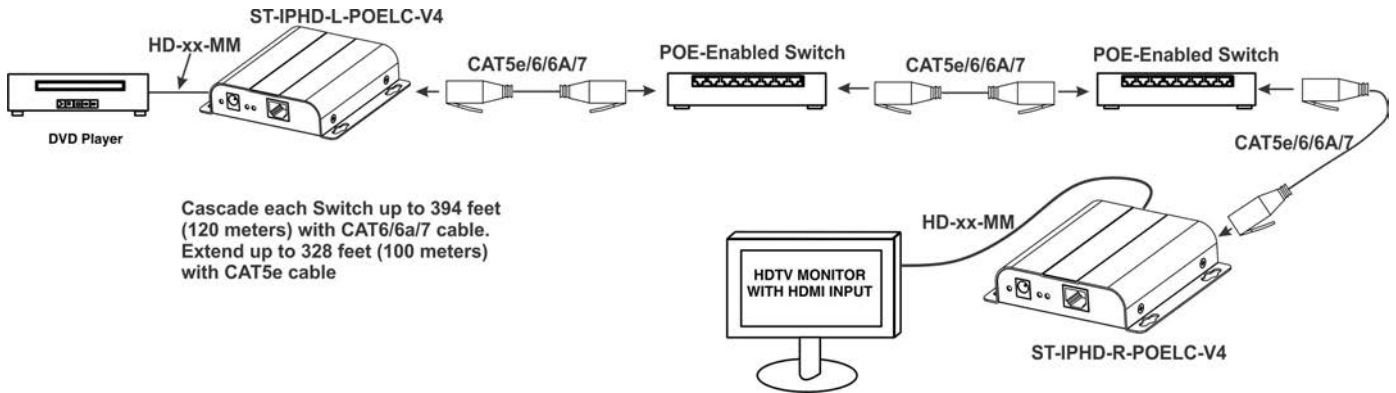 ST-IPHD-L-POELC-V4
HD-xx-MM
CAT5e/6/6A/7
POE-Enabled Switch
CAT5e/6/6A/7
POE-Enabled Switch
DVD Player
CAT5e/6/6A/7
Cascade each Switch up to 394 feet
(120 meters) with CAT6/6a/7 cable.
Extend up to 328 feet (100 meters)
with CAT5e cable
HD-xx-MM
HDTV MONITOR
WITH HDMI INPUT
ST-IPHD-R-POELC-V4